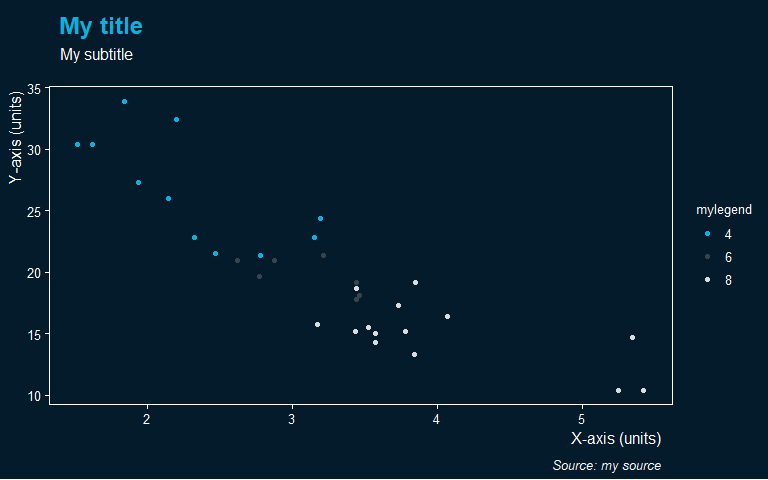 My title
My subtitle
Y-axis (units)
35
30
25
20
15
10
2
3
4
5
X-axis (units)
Source: my source
mylegend
4
6
8